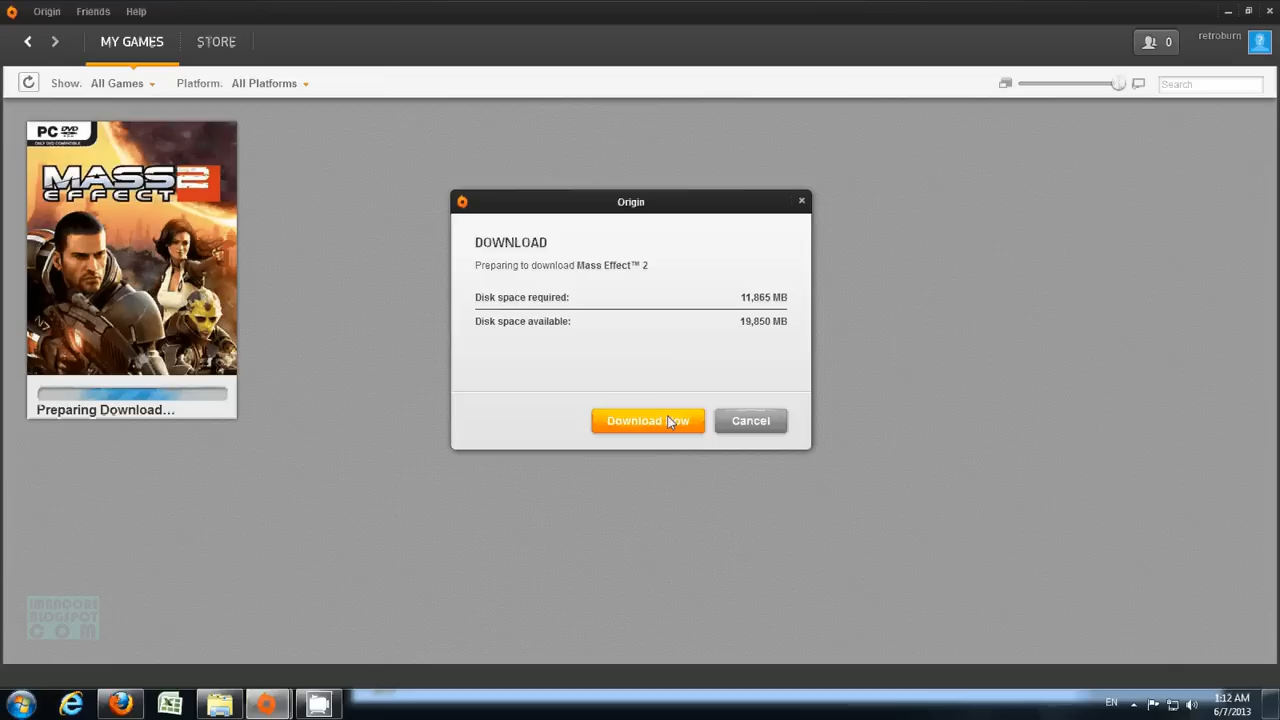 Origin Friends Help
MY GAMES STORE
0
retroburn
Show: All Games Platform: All Platforms
Search
PC DVD
MASS 2
EFFECT
Preparing Download...
Origin
DOWNLOAD
Preparing to download Mass Effect™ 2
Disk space required: 11,865 MB
Disk space available: 19,850 MB
Download Now Cancel
BLOGSPOT
COM
EN
1:12 AM
6/7/2013